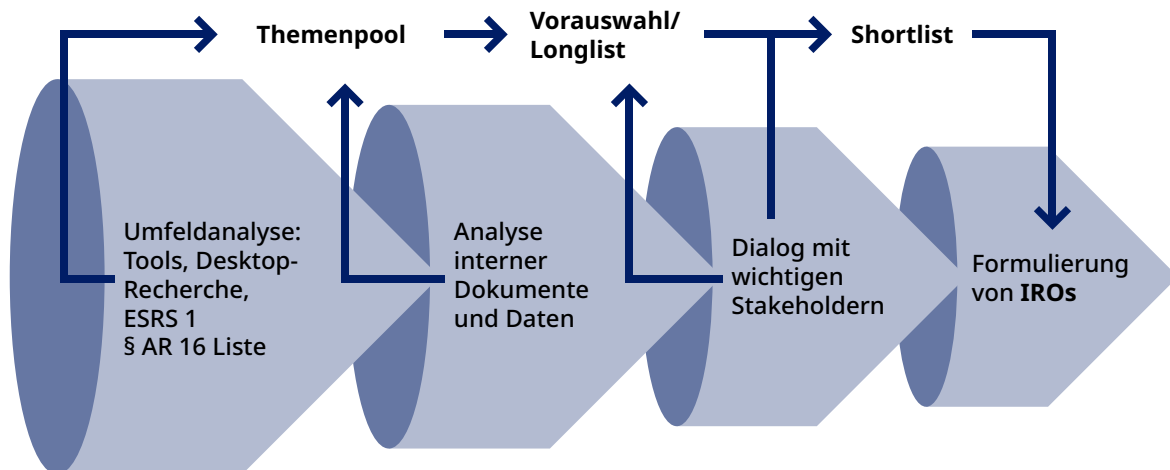 Themenpool
Vorauswahl/
Longlist
Shortlist
Umfeldanalyse:
Tools, Desktop-
Recherche,
ESRS 1
§ AR 16 Liste
Analyse
interner
Dokumente
und Daten
Dialog mit
wichtigen
Stakeholdern
Formulierung
von IROs